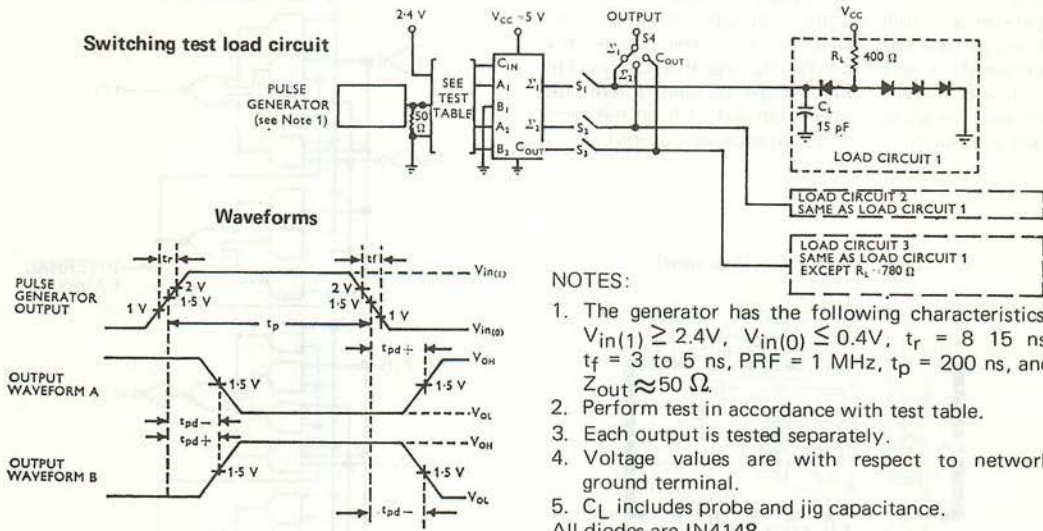 Switching test load circuit
2·4 V
V_CC =5 V
OUTPUT
S4
Σ₁
Σ₂
C_OUT
PULSE
GENERATOR
(see Note 1)
50
Ω
SEE
TEST
TABLE
C_IN
A₁
B₁
A₂
B₂
Σ₁
Σ₂
C_OUT
S₁
S₂
S₃
V_CC
R_L
400 Ω
C_L
15 pF
LOAD CIRCUIT 1
LOAD CIRCUIT 2
SAME AS LOAD CIRCUIT 1
LOAD CIRCUIT 3
SAME AS LOAD CIRCUIT 1
EXCEPT R_L -780 Ω
Waveforms
PULSE
GENERATOR
OUTPUT
tr
2 V
1·5 V
1 V
t_p
tf
2 V
1·5 V
1 V
V_in(1)
V_in(0)
OUTPUT
WAVEFORM A
1·5 V
t_pd+
1·5 V
V_OH
V_OL
t_pd−
t_pd+
OUTPUT
WAVEFORM B
1·5 V
1·5 V
V_OH
V_OL
t_pd−
NOTES:
1. The generator has the following characteristics
V_in(1) ≥ 2.4V, V_in(0) ≤ 0.4V, t_r = 8 15 ns
t_f = 3 to 5 ns, PRF = 1 MHz, t_p = 200 ns, and
Z_out ≈ 50 Ω.
2. Perform test in accordance with test table.
3. Each output is tested separately.
4. Voltage values are with respect to network
ground terminal.
5. C_L includes probe and jig capacitance.
All diodes are IN4148